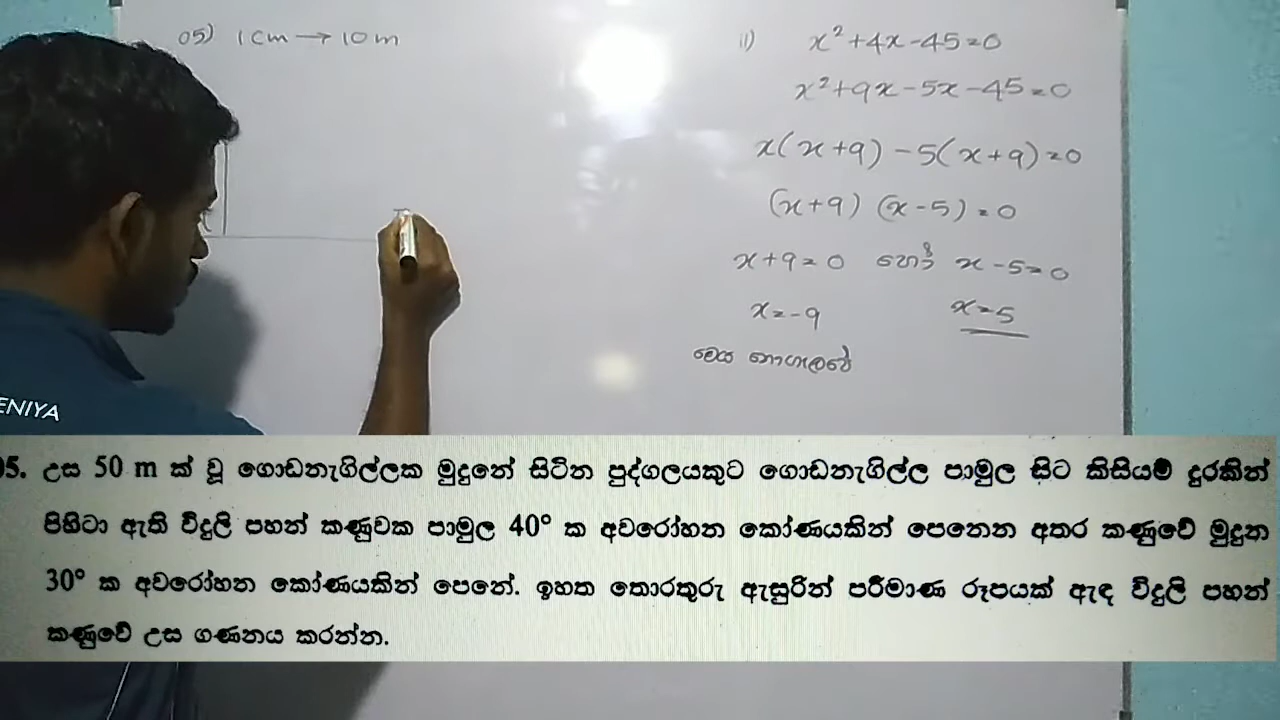 05) 1cm → 10m
ii) x² + 4x - 45 = 0
x² + 9x - 5x - 45 = 0
x(x+9) - 5(x+9) = 0
(x+9) (x-5) = 0
x+9 = 0 හෝ x-5 = 0
x = -9 x = 5
මෙය නොගැලපේ
ENIYA
05. උස 50 m ක් වූ ගොඩනැගිල්ලක මුදුනේ සිටින පුද්ගලයකුට ගොඩනැගිල්ල පාමුල සිට කිසියම් දුරකින්
පිහිටා ඇති විදුලි පහන් කණුවක පාමුල 40° ක අවරෝහන කෝණයකින් පෙනෙන අතර කණුවේ මුදුන
30° ක අවරෝහන කෝණයකින් පෙනේ. ඉහත තොරතුරු ඇසුරින් පරිමාණ රූපයක් ඇඳ විදුලි පහන්
කණුවේ උස ගණනය කරන්න.